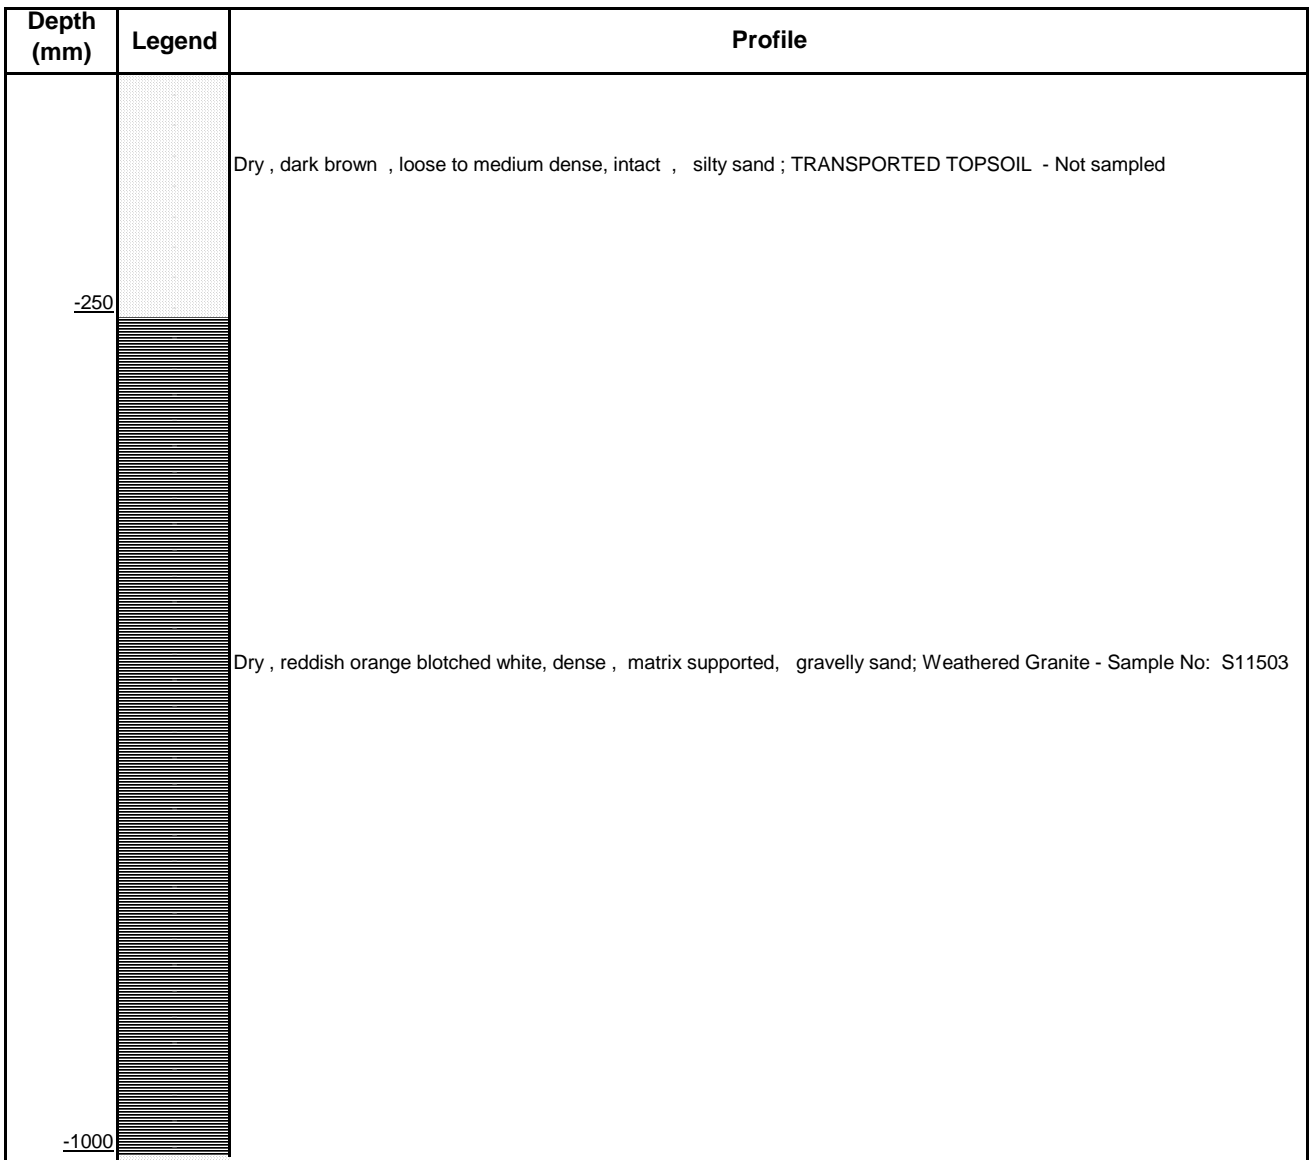 Depth
(mm)
Legend
Profile
Dry , dark brown  , loose to medium dense, intact  ,   silty sand ; TRANSPORTED TOPSOIL  - Not sampled
-250
Dry , reddish orange blotched white, dense ,  matrix supported,   gravelly sand; Weathered Granite - Sample No:  S11503
-1000